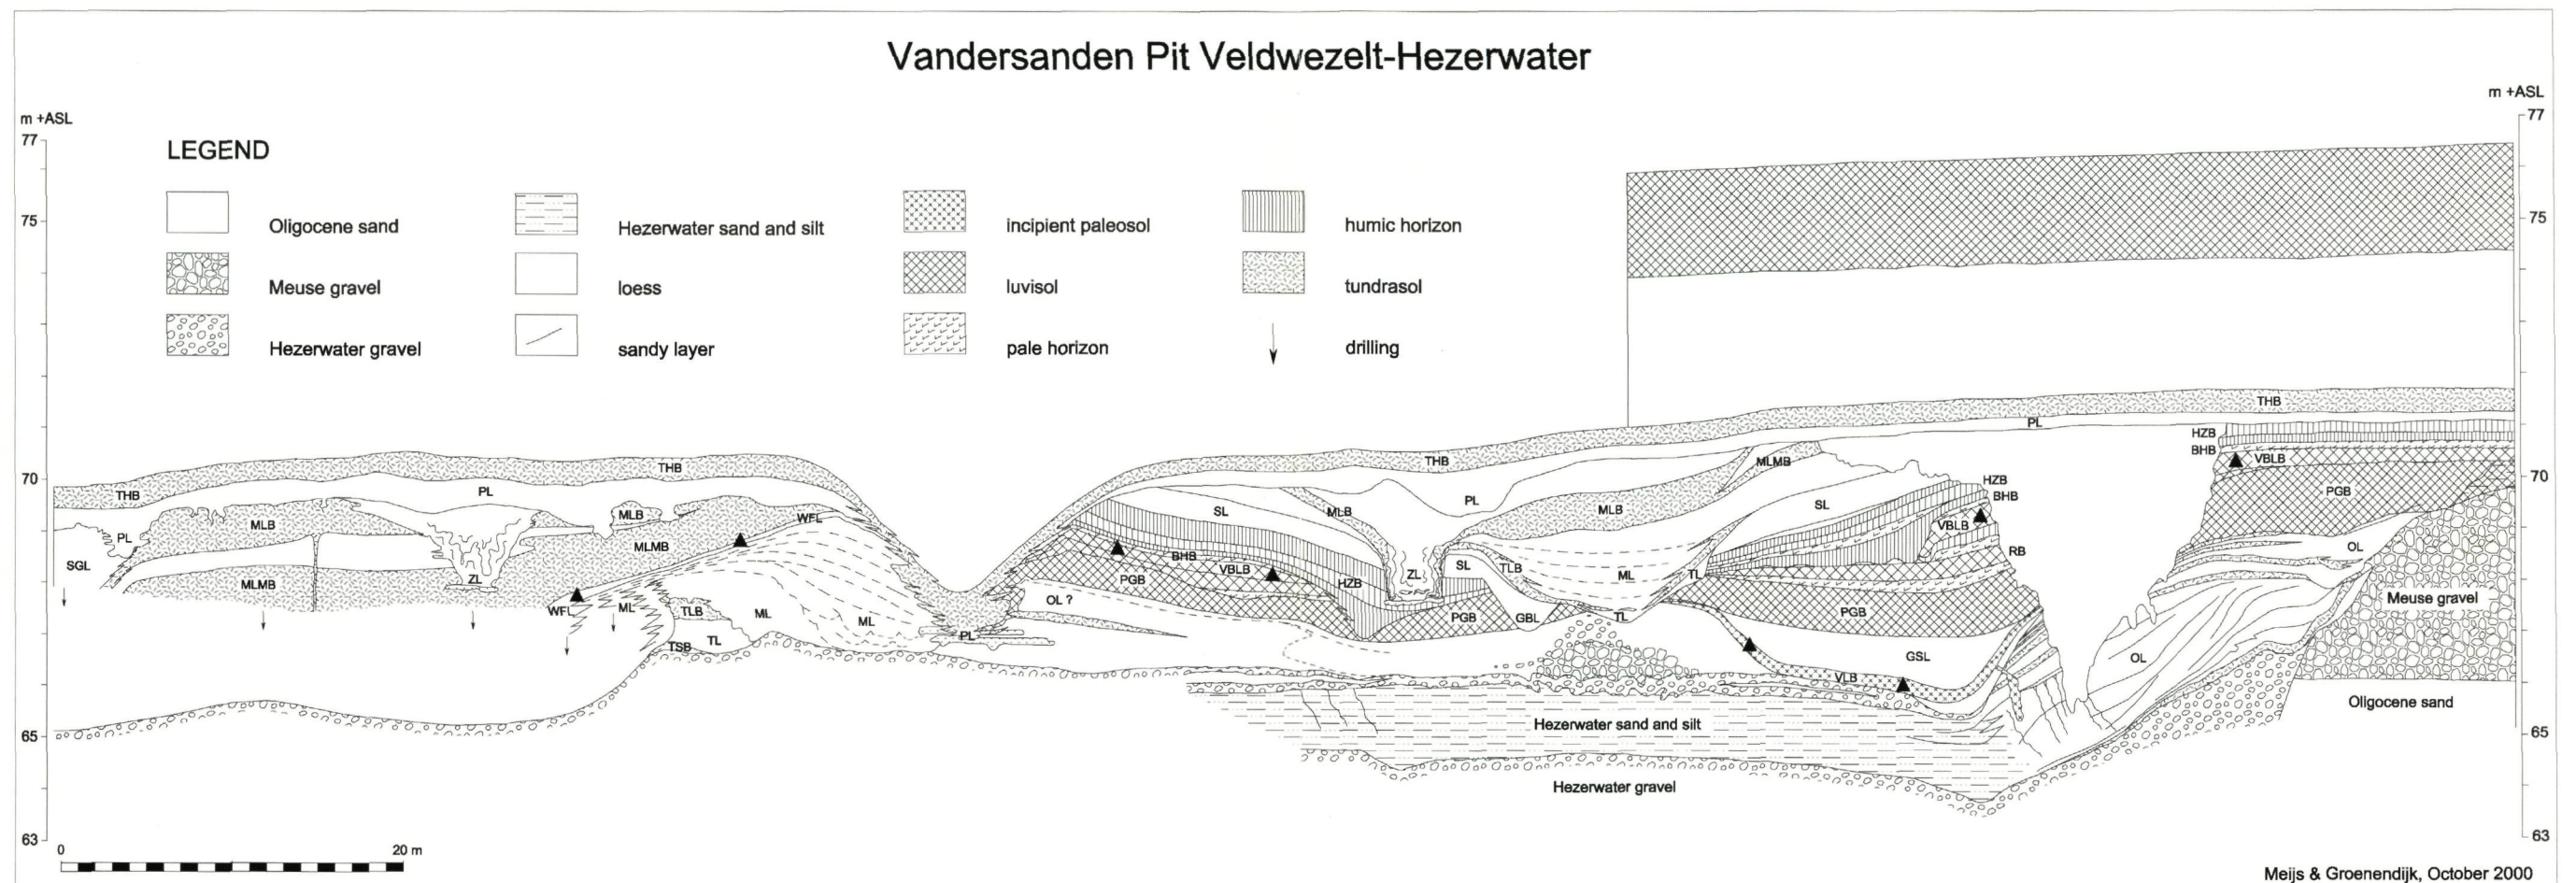 Vandersanden Pit Veldwezelt-Hezerwater
m +ASL
m +ASL
77
77
LEGEND
Oligocene sand
Hezerwater sand and silt
incipient paleosol
humic horizon
75
75
Meuse gravel
loess
luvisol
tundrasol
Hezerwater gravel
sandy layer
pale horizon
drilling
THB
PL
HZB
BHB
VBLB
70
70
THB
THB
THB
PL
PL
MLMB
PGB
MLB
MLB
WFL
SL
MLB
MLB
SL
HZB
BHB
VBLB
PL
SGL
MLMB
MLMB
ZL
BHB
VBLB
PGB
HZB
ZL
SL
TLB
ML
TL
RB
OL
WFL
ML
TLB
ML
ML
TSB
TL
PL
OL ?
PGB
GBL
TL
PGB
Meuse gravel
GSL
VLB
OL
Oligocene sand
Hezerwater sand and silt
65
65
Hezerwater gravel
63
63
0
20 m
Meijs & Groenendijk, October 2000